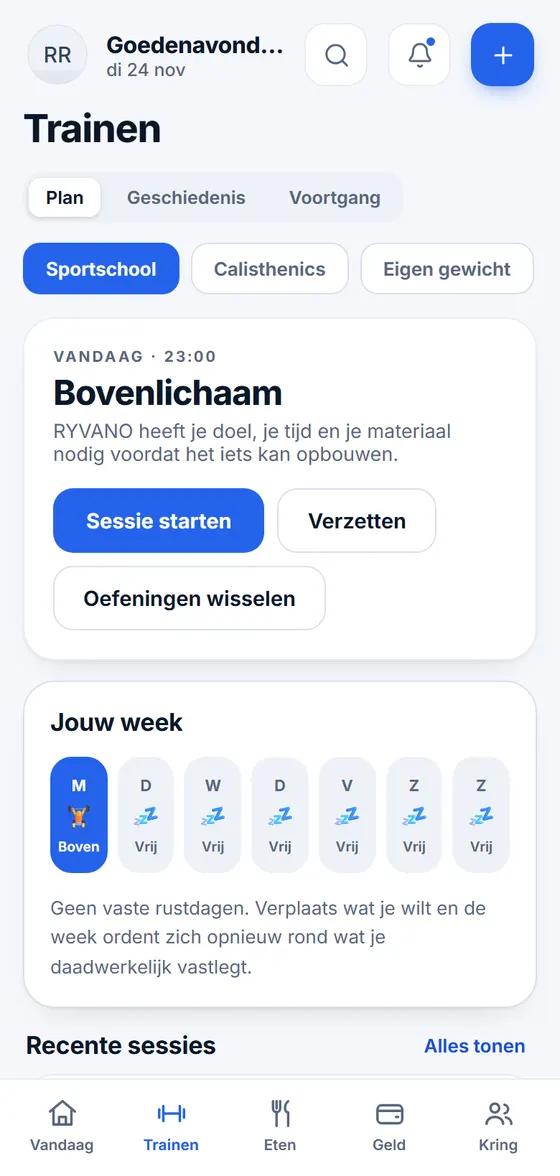 RR
Goedenavond...
di 24 nov
Trainen
Plan
Geschiedenis
Voortgang
Sportschool
Calisthenics
Eigen gewicht
VANDAAG · 23:00
Bovenlichaam
RYVANO heeft je doel, je tijd en je materiaal
nodig voordat het iets kan opbouwen.
Sessie starten
Verzetten
Oefeningen wisselen
Jouw week
M
D
W
D
V
Z
Z
Boven
Vrij
Vrij
Vrij
Vrij
Vrij
Vrij
Geen vaste rustdagen. Verplaats wat je wilt en de
week ordent zich opnieuw rond wat je
daadwerkelijk vastlegt.
Recente sessies
Alles tonen
Vandaag
Trainen
Eten
Geld
Kring